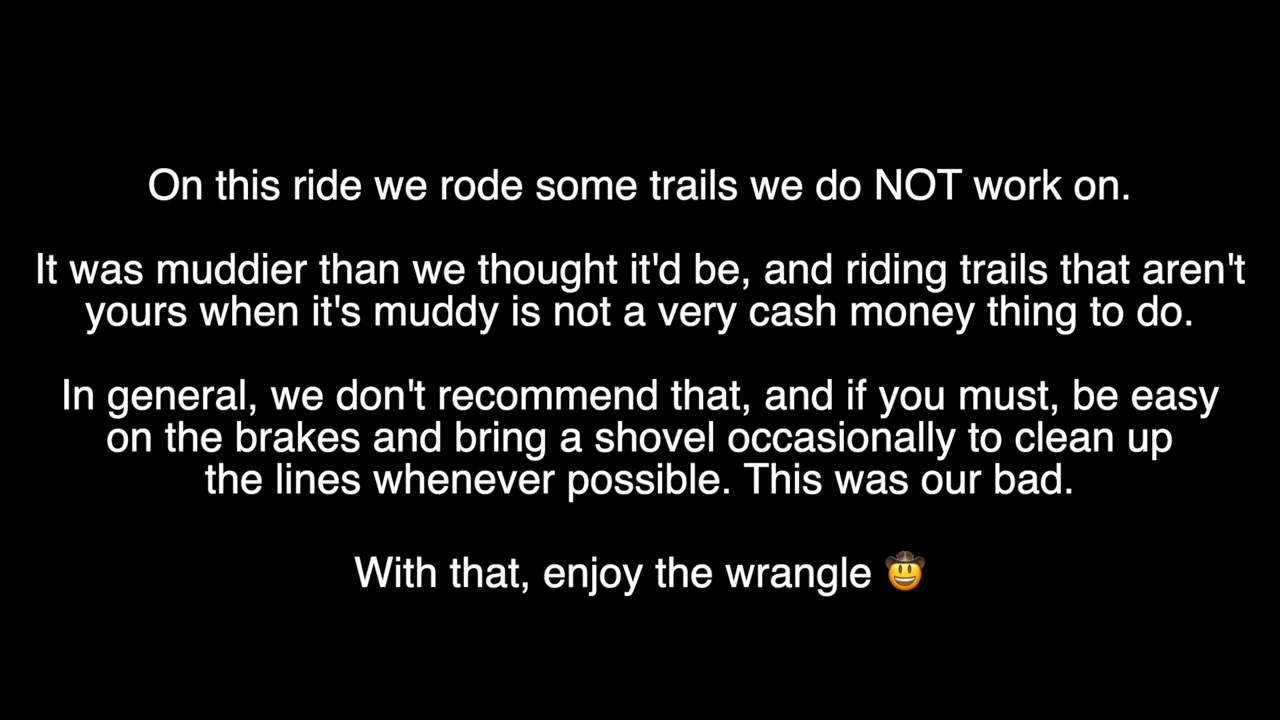 On this ride we rode some trails we do NOT work on.
It was muddier than we thought it'd be, and riding trails that aren't
yours when it's muddy is not a very cash money thing to do.
In general, we don't recommend that, and if you must, be easy
on the brakes and bring a shovel occasionally to clean up
the lines whenever possible. This was our bad.
With that, enjoy the wrangle 🤠